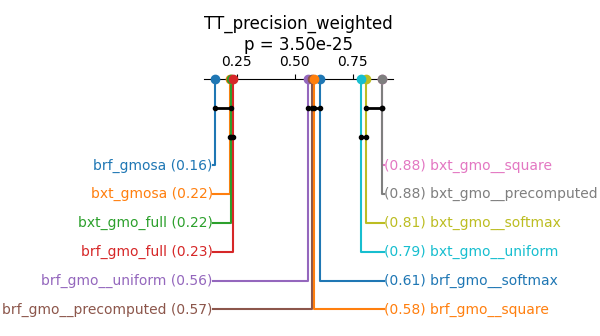 TT_precision_weighted
p = 3.50e-25
0.25 0.50 0.75
brf_gmosa (0.16) (0.88) bxt_gmo__square
bxt_gmosa (0.22) (0.88) bxt_gmo__precomputed
bxt_gmo_full (0.22) (0.81) bxt_gmo__softmax
brf_gmo_full (0.23) (0.79) bxt_gmo__uniform
brf_gmo__uniform (0.56) (0.61) brf_gmo__softmax
brf_gmo__precomputed (0.57) (0.58) brf_gmo__square